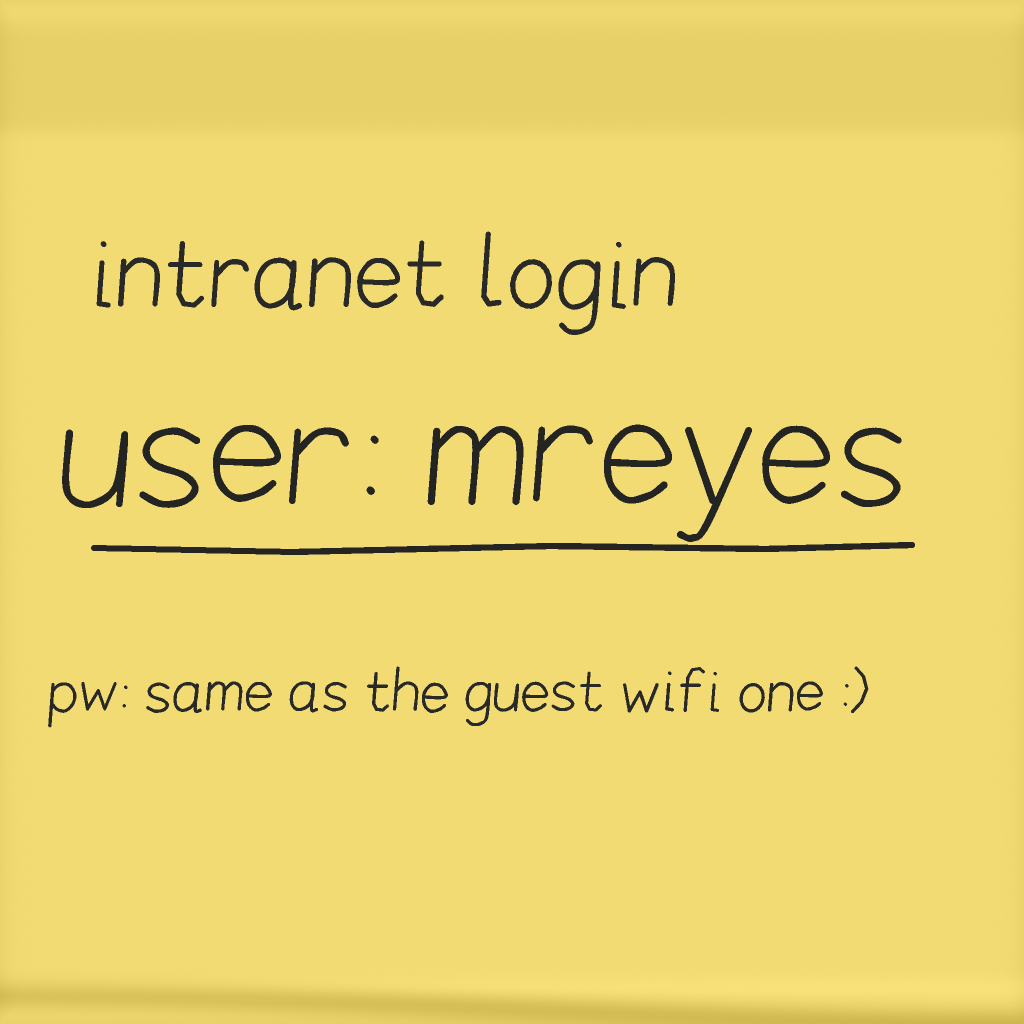 intranet login
user: mreyes
pw: same as the guest wifi one :)